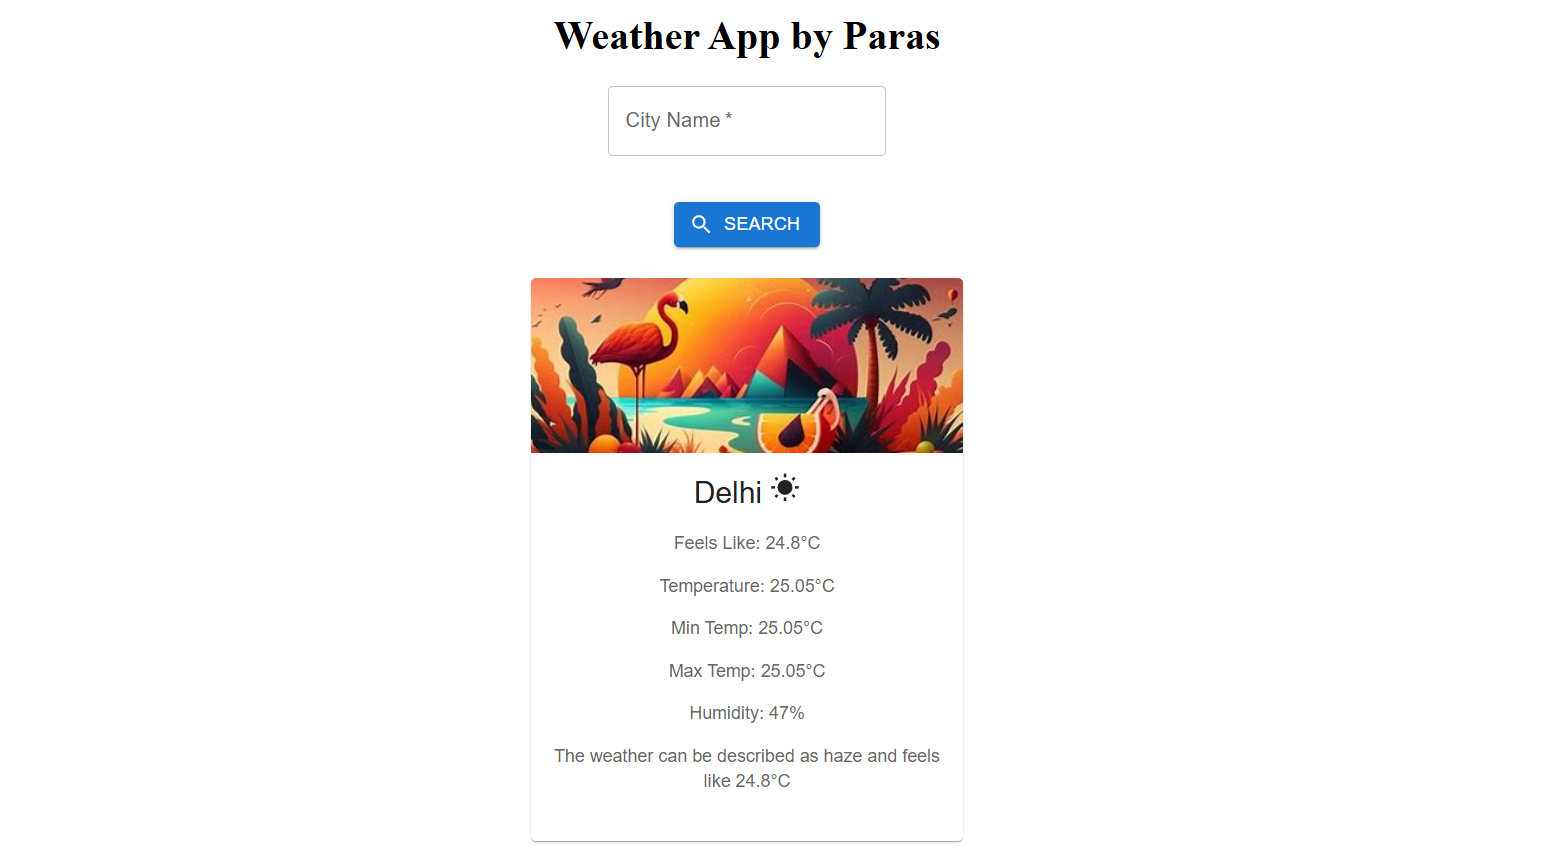 Weather App by Paras
City Name *
SEARCH
Delhi
Feels Like: 24.8°C
Temperature: 25.05°C
Min Temp: 25.05°C
Max Temp: 25.05°C
Humidity: 47%
The weather can be described as haze and feels
like 24.8°C